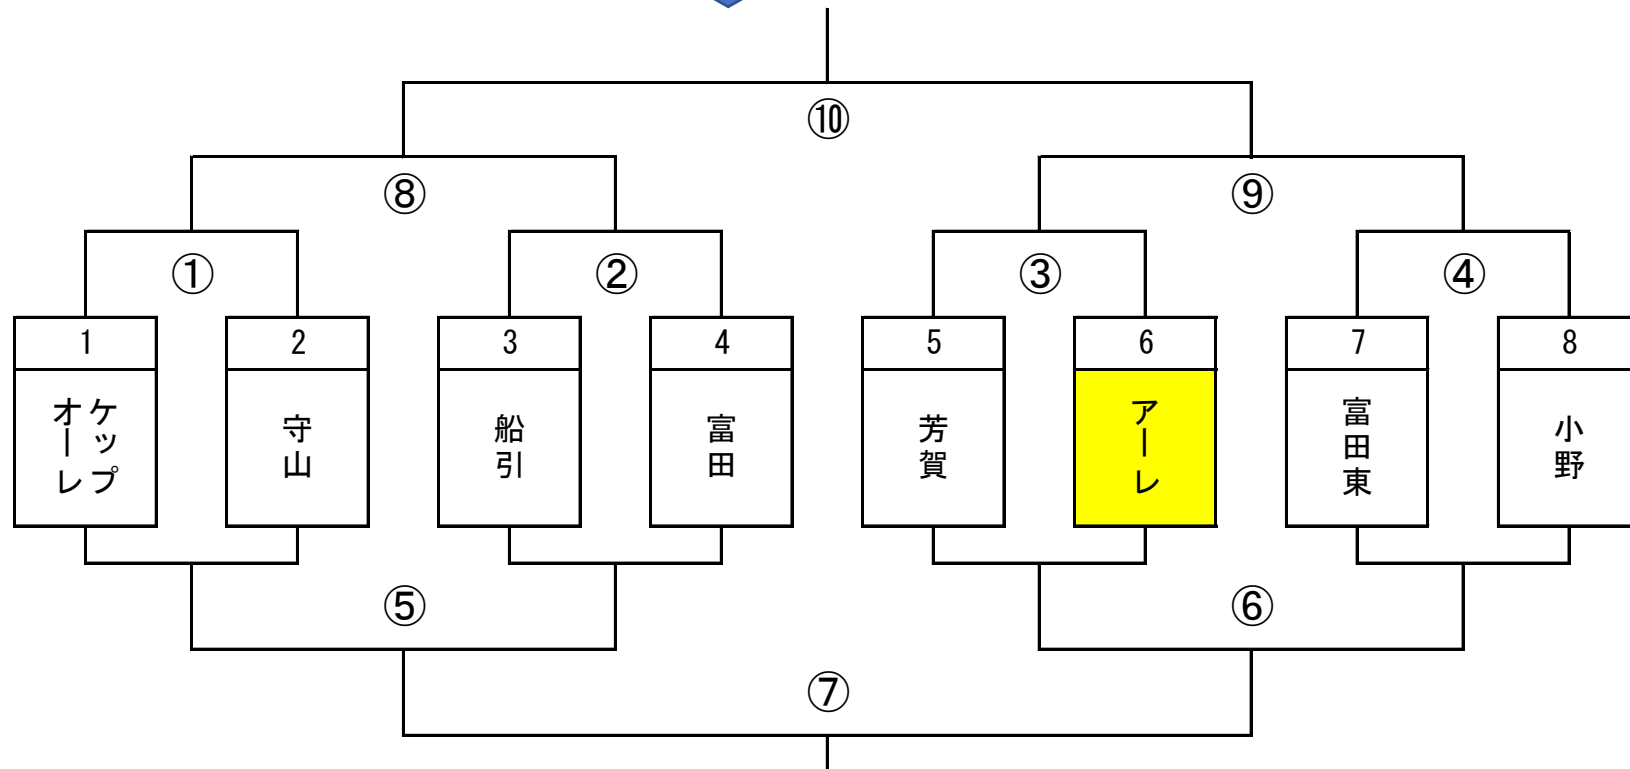 ⑩
⑧ ⑨
① ② ③ ④
1 2 3 4 5 6 7 8
ケップ
オーレ
守山
船引
富田
芳賀
アーレ
富田東
小野
⑤ ⑥
⑦